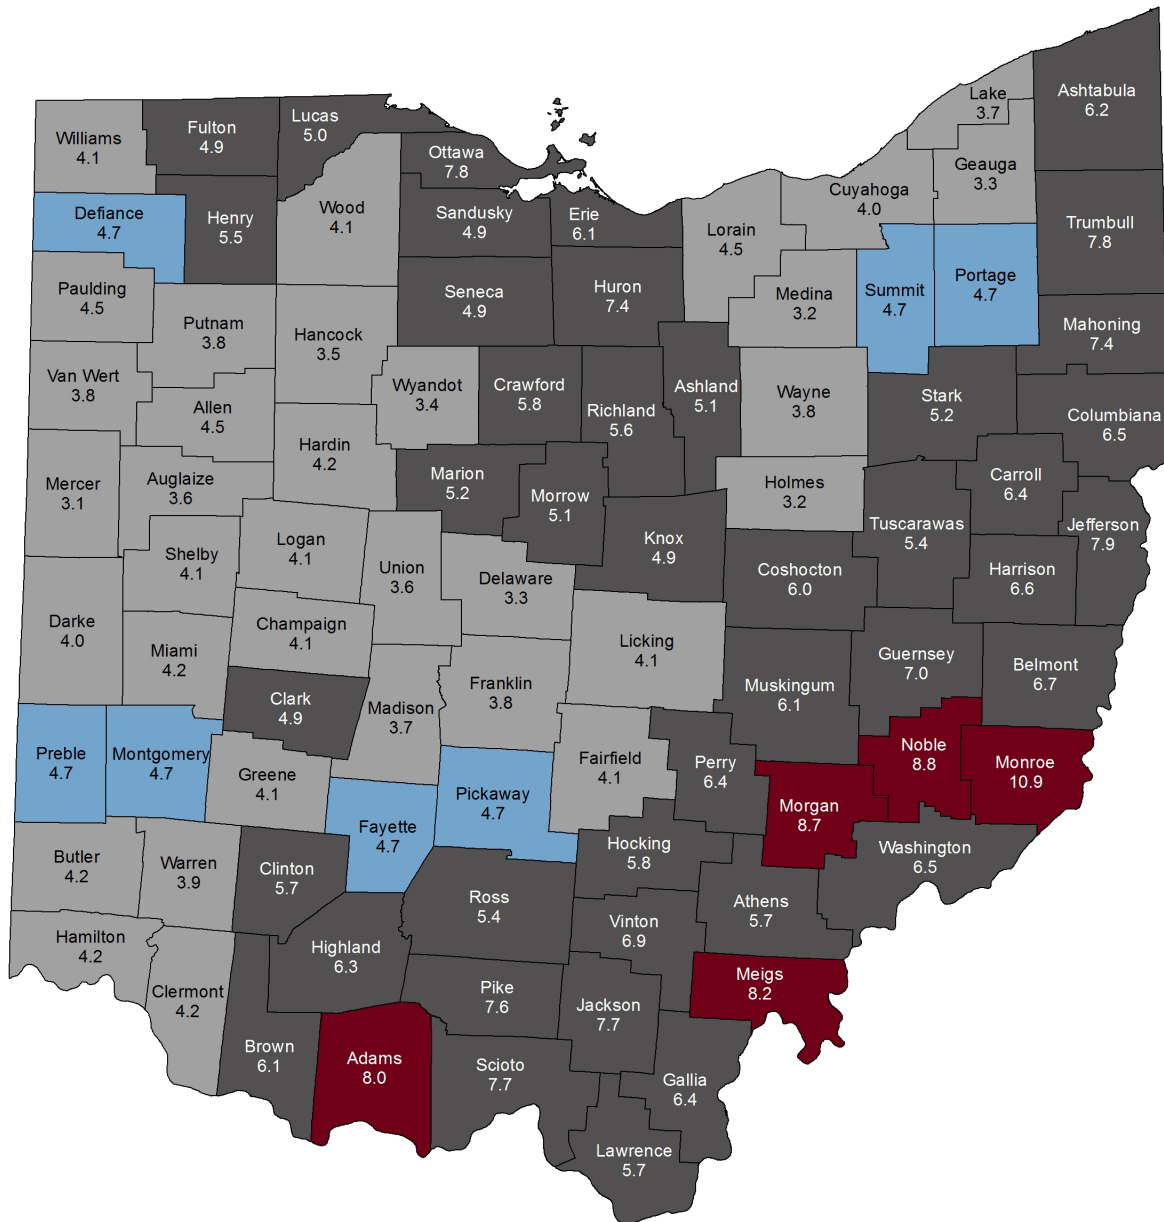 Ashtabula
6.2
Lake
3.7
Lucas
5.0
Fulton
4.9
Williams
4.1
Ottawa
7.8
Geauga
3.3
Cuyahoga
4.0
Defiance
4.7
Henry
5.5
Wood
4.1
Sandusky
4.9
Erie
6.1
Lorain
4.5
Trumbull
7.8
Paulding
4.5
Seneca
4.9
Huron
7.4
Medina
3.2
Summit
4.7
Portage
4.7
Putnam
3.8
Hancock
3.5
Mahoning
7.4
Van Wert
3.8
Allen
4.5
Wyandot
3.4
Crawford
5.8
Richland
5.6
Ashland
5.1
Wayne
3.8
Stark
5.2
Columbiana
6.5
Hardin
4.2
Mercer
3.1
Auglaize
3.6
Marion
5.2
Morrow
5.1
Holmes
3.2
Carroll
6.4
Tuscarawas
5.4
Jefferson
7.9
Logan
4.1
Shelby
4.1
Union
3.6
Delaware
3.3
Knox
4.9
Coshocton
6.0
Harrison
6.6
Darke
4.0
Miami
4.2
Champaign
4.1
Licking
4.1
Guernsey
7.0
Belmont
6.7
Clark
4.9
Madison
3.7
Franklin
3.8
Muskingum
6.1
Preble
4.7
Montgomery
4.7
Greene
4.1
Fairfield
4.1
Perry
6.4
Noble
8.8
Monroe
10.9
Pickaway
4.7
Morgan
8.7
Fayette
4.7
Butler
4.2
Warren
3.9
Clinton
5.7
Hocking
5.8
Washington
6.5
Ross
5.4
Athens
5.7
Vinton
6.9
Hamilton
4.2
Highland
6.3
Clermont
4.2
Pike
7.6
Jackson
7.7
Meigs
8.2
Brown
6.1
Adams
8.0
Scioto
7.7
Gallia
6.4
Lawrence
5.7